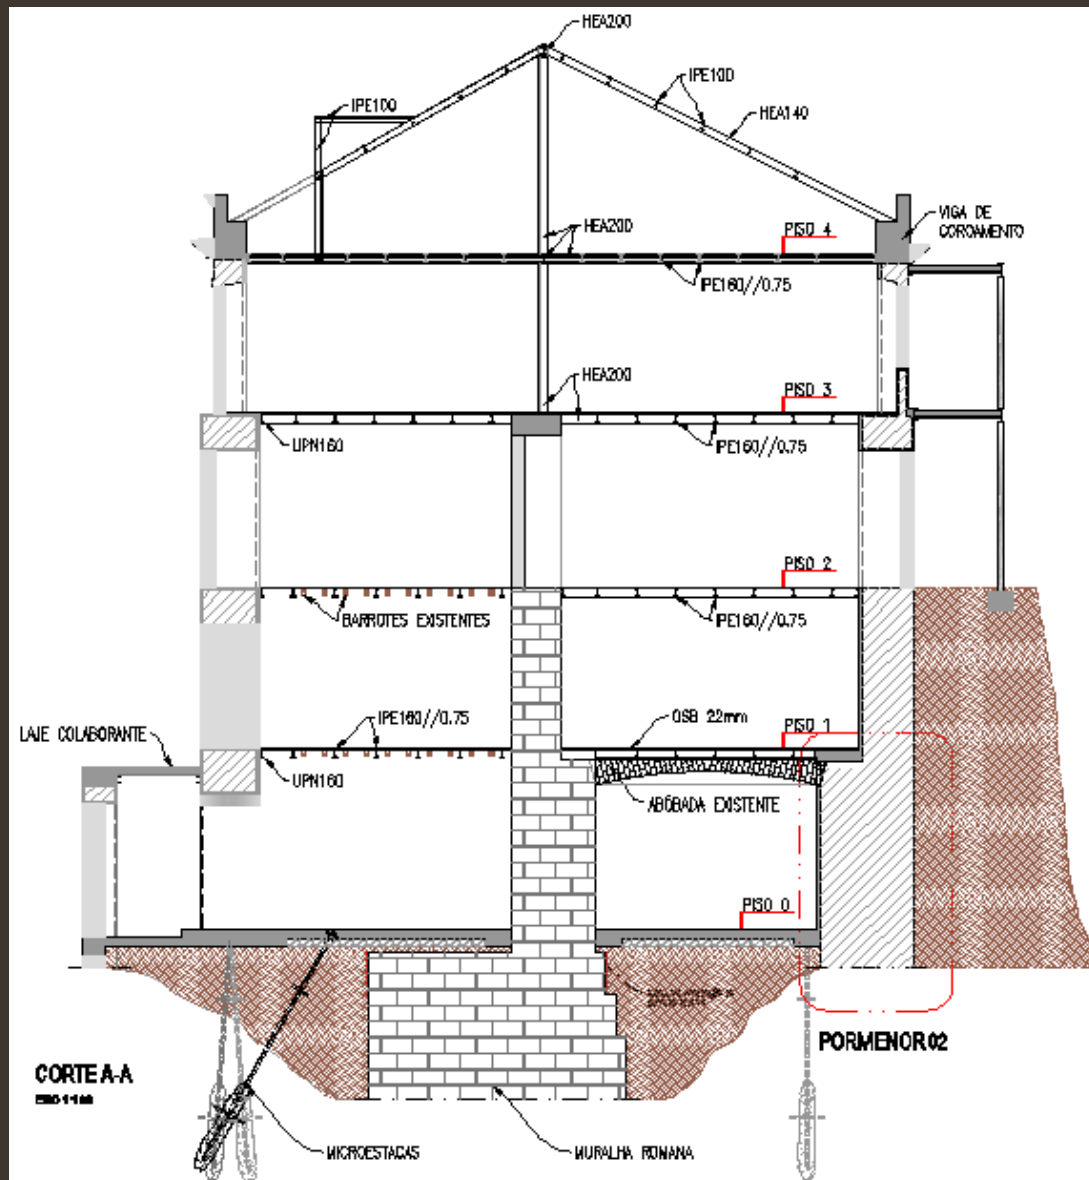 HEA200
IPE100
IPE100
HEA140
HEA200
PISO 4
VIGA DE
COROAMENTO
IPE160//0.75
HEA200
PISO 3
UPN160
IPE160//0.75
PISO 2
BARROTES EXISTENTES
IPE160//0.75
IPE160//0.75
OSB 22mm
PISO 1
LAJE COLABORANTE
UPN160
ABÓBADA EXISTENTE
PISO 0
PORMENOR 02
CORTE A-A
MICROESTACAS
MURALHA ROMANA